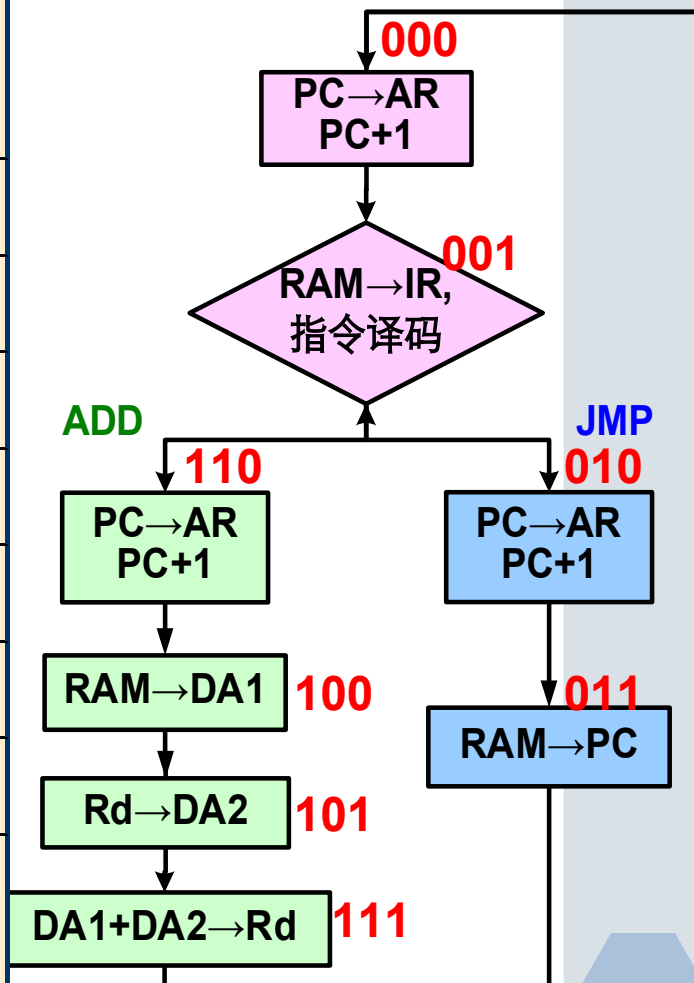 000
PC→AR
PC+1
001
RAM→IR,
指令译码
ADD
JMP
110
010
PC→AR
PC+1
PC→AR
PC+1
RAM→DA1
100
011
RAM→PC
Rd→DA2
101
DA1+DA2→Rd
111